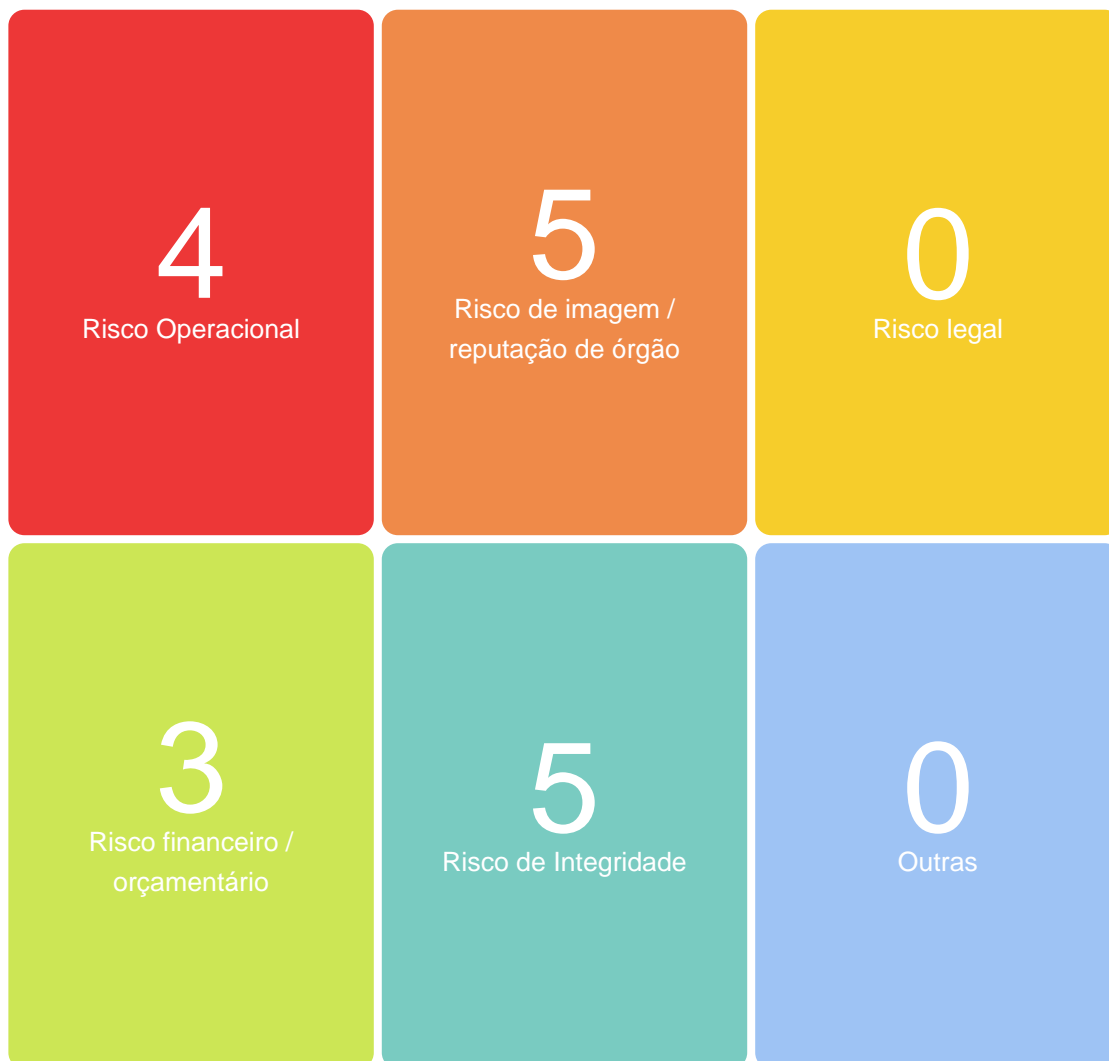 4
Risco Operacional
5
Risco de imagem /
reputação de órgão
0
Risco legal
3
Risco financeiro /
orçamentário
5
Risco de Integridade
0
Outras